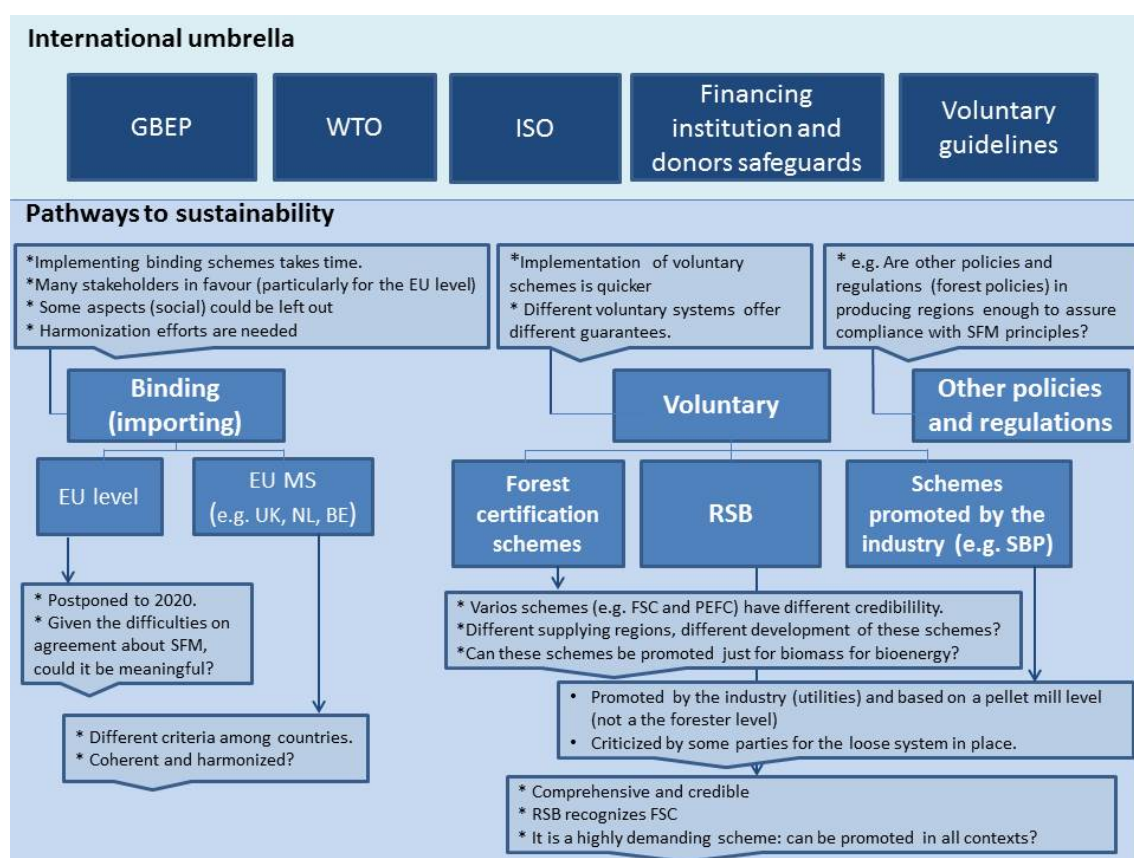 International umbrella
GBEP
WTO
ISO
Financing
institution and
donors safeguards
Voluntary
guidelines
Pathways to sustainability
*Implementing binding schemes takes time.
*Many stakeholders in favour (particularly for the EU level)
* Some aspects (social) could be left out
* Harmonization efforts are needed
*Implementation of voluntary
schemes is quicker
* Different voluntary systems offer
different guarantees.
* e.g. Are other policies and
regulations (forest policies) in
producing regions enough to assure
compliance with SFM principles?
Binding
(importing)
Voluntary
Other policies
and regulations
EU level
EU MS
(e.g. UK, NL, BE)
Forest
certification
schemes
RSB
Schemes
promoted by the
industry (e.g. SBP)
* Postponed to 2020.
* Given the difficulties on
agreement about SFM,
could it be meaningful?
* Varios schemes (e.g. FSC and PEFC) have different credibilility.
*Different supplying regions, different development of these schemes?
*Can these schemes be promoted just for biomass for bioenergy?
• Promoted by the industry (utilities) and based on a pellet mill level
(not a the forester level)
• Criticized by some parties for the loose system in place.
* Different criteria among countries.
* Coherent and harmonized?
* Comprehensive and credible
* RSB recognizes FSC
* It is a highly demanding scheme: can be promoted in all contexts?